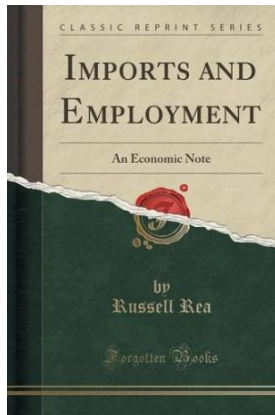 CLASSIC REPRINT SERIES
IMPORTS AND
EMPLOYMENT
An Economic Note
by
Russell Rea
Forgotten Books